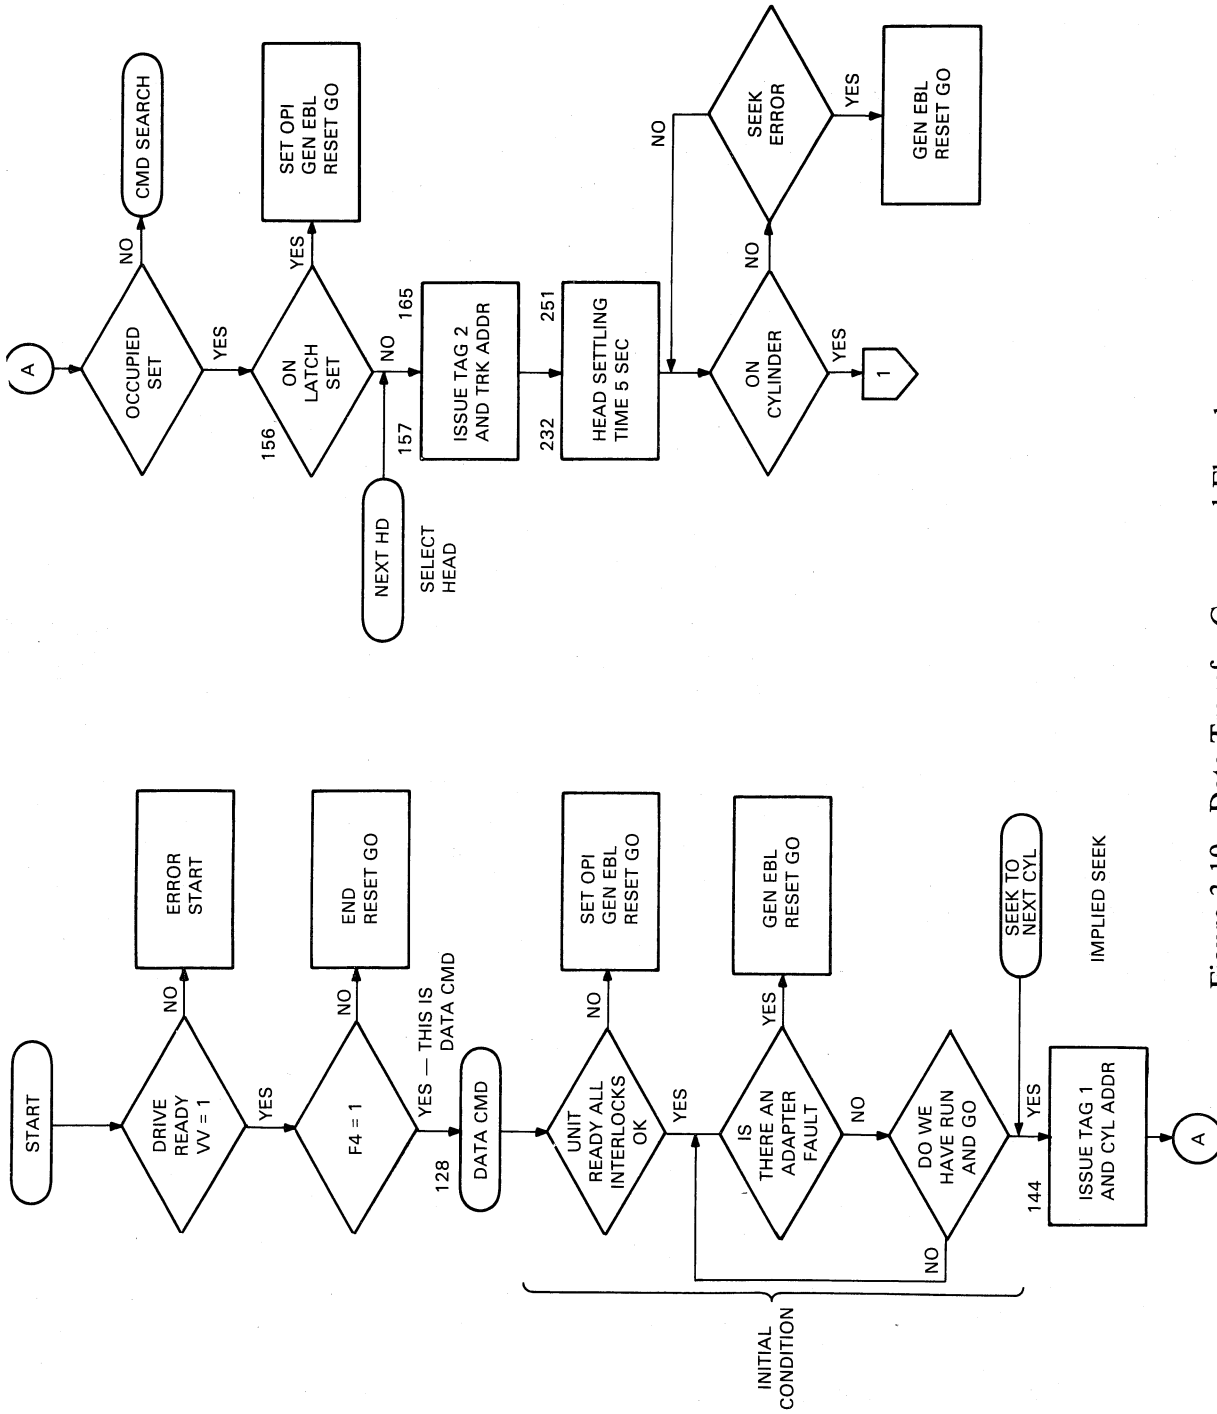 START
DRIVE
READY
VV = 1
NO
ERROR
START
YES
F4 = 1
NO
END
RESET GO
YES — THIS IS
DATA CMD
128
DATA CMD
UNIT
READY ALL
INTERLOCKS
OK
NO
SET OPI
GEN EBL
RESET GO
YES
IS
THERE AN
ADAPTER
FAULT
YES
GEN EBL
RESET GO
NO
DO WE
HAVE RUN
AND GO
NO
INITIAL
CONDITION
SEEK TO
NEXT CYL
YES
144
ISSUE TAG 1
AND CYL ADDR
IMPLIED SEEK
A
A
OCCUPIED
SET
NO
CMD SEARCH
YES
156
ON
LATCH
SET
YES
SET OPI
GEN EBL
RESET GO
NO
NEXT HD
SELECT
HEAD
157
165
ISSUE TAG 2
AND TRK ADDR
232
251
HEAD SETTLING
TIME 5 SEC
ON
CYLINDER
NO
SEEK
ERROR
NO
YES
GEN EBL
RESET GO
YES
1